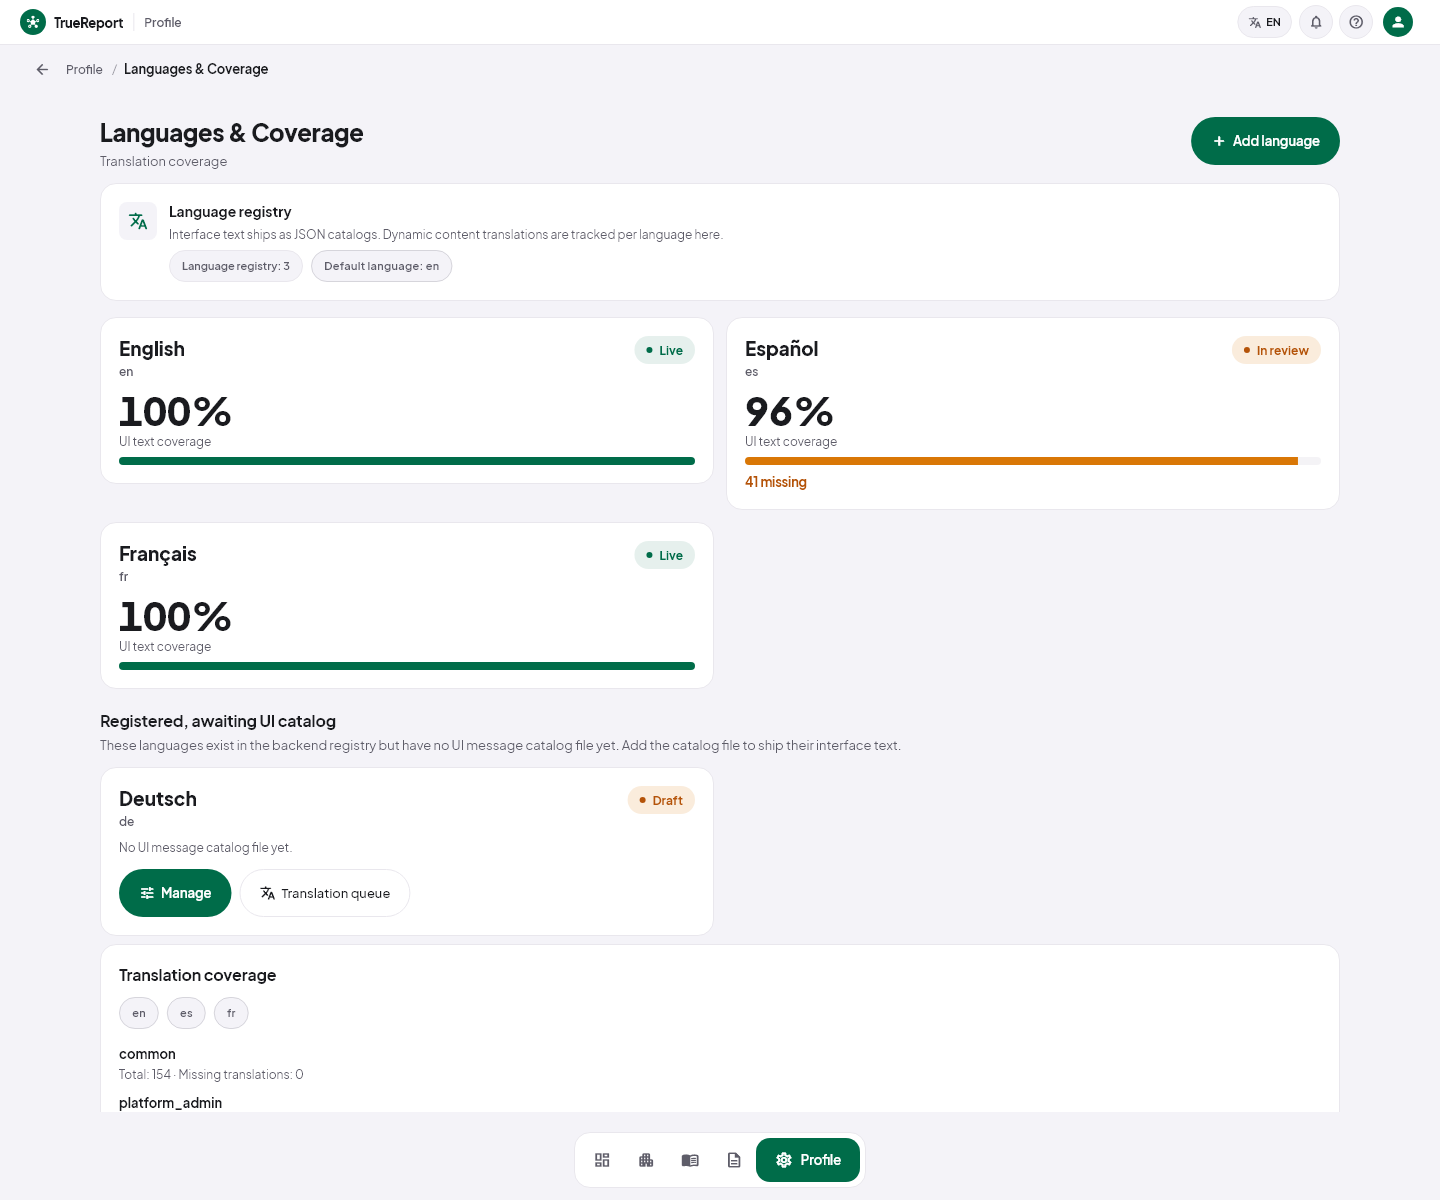 TrueReport
Profile
EN
Profile / Languages & Coverage
Languages & Coverage
Translation coverage
Add language
Language registry
Interface text ships as JSON catalogs. Dynamic content translations are tracked per language here.
Language registry: 3
Default language: en
English
Live
en
100%
UI text coverage
Español
In review
es
96%
UI text coverage
41 missing
Français
Live
fr
100%
UI text coverage
Registered, awaiting UI catalog
These languages exist in the backend registry but have no UI message catalog file yet. Add the catalog file to ship their interface text.
Deutsch
Draft
de
No UI message catalog file yet.
Manage
Translation queue
Translation coverage
en
es
fr
common
Total: 154 · Missing translations: 0
platform_admin
Profile